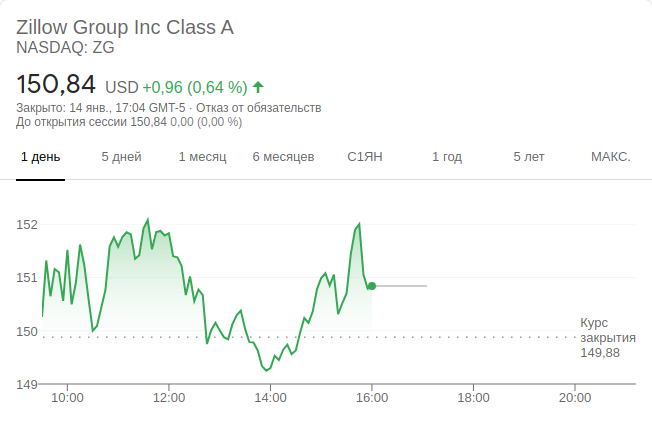 Zillow Group Inc Class A
NASDAQ: ZG
150,84 USD +0,96 (0,64 %)
Закрыто: 14 янв., 17:04 GMT-5 · Отказ от обязательств
До открытия сессии 150,84 0,00 (0,00 %)
1 день 5 дней 1 месяц 6 месяцев С1ЯН 1 год 5 лет МАКС.
152
151
150
Курс
закрытия
149,88
149
10:00 12:00 14:00 16:00 18:00 20:00